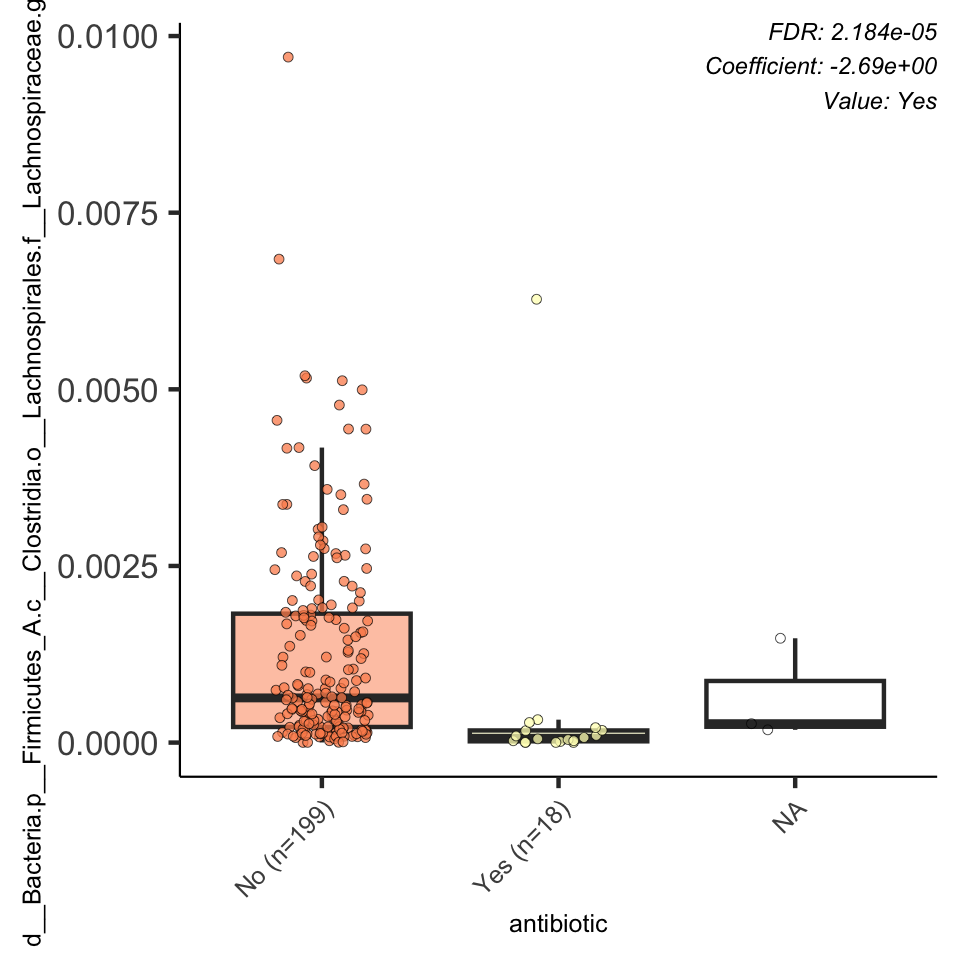 FDR: 2.184e-05
Coefficient: -2.69e+00
Value: Yes
d__Bacteria.p__Firmicutes_A.c__Clostridia.o__Lachnospirales.f__Lachnospiraceae.g
0.0100
0.0075
0.0050
0.0025
0.0000
No (n=199)
Yes (n=18)
NA
antibiotic